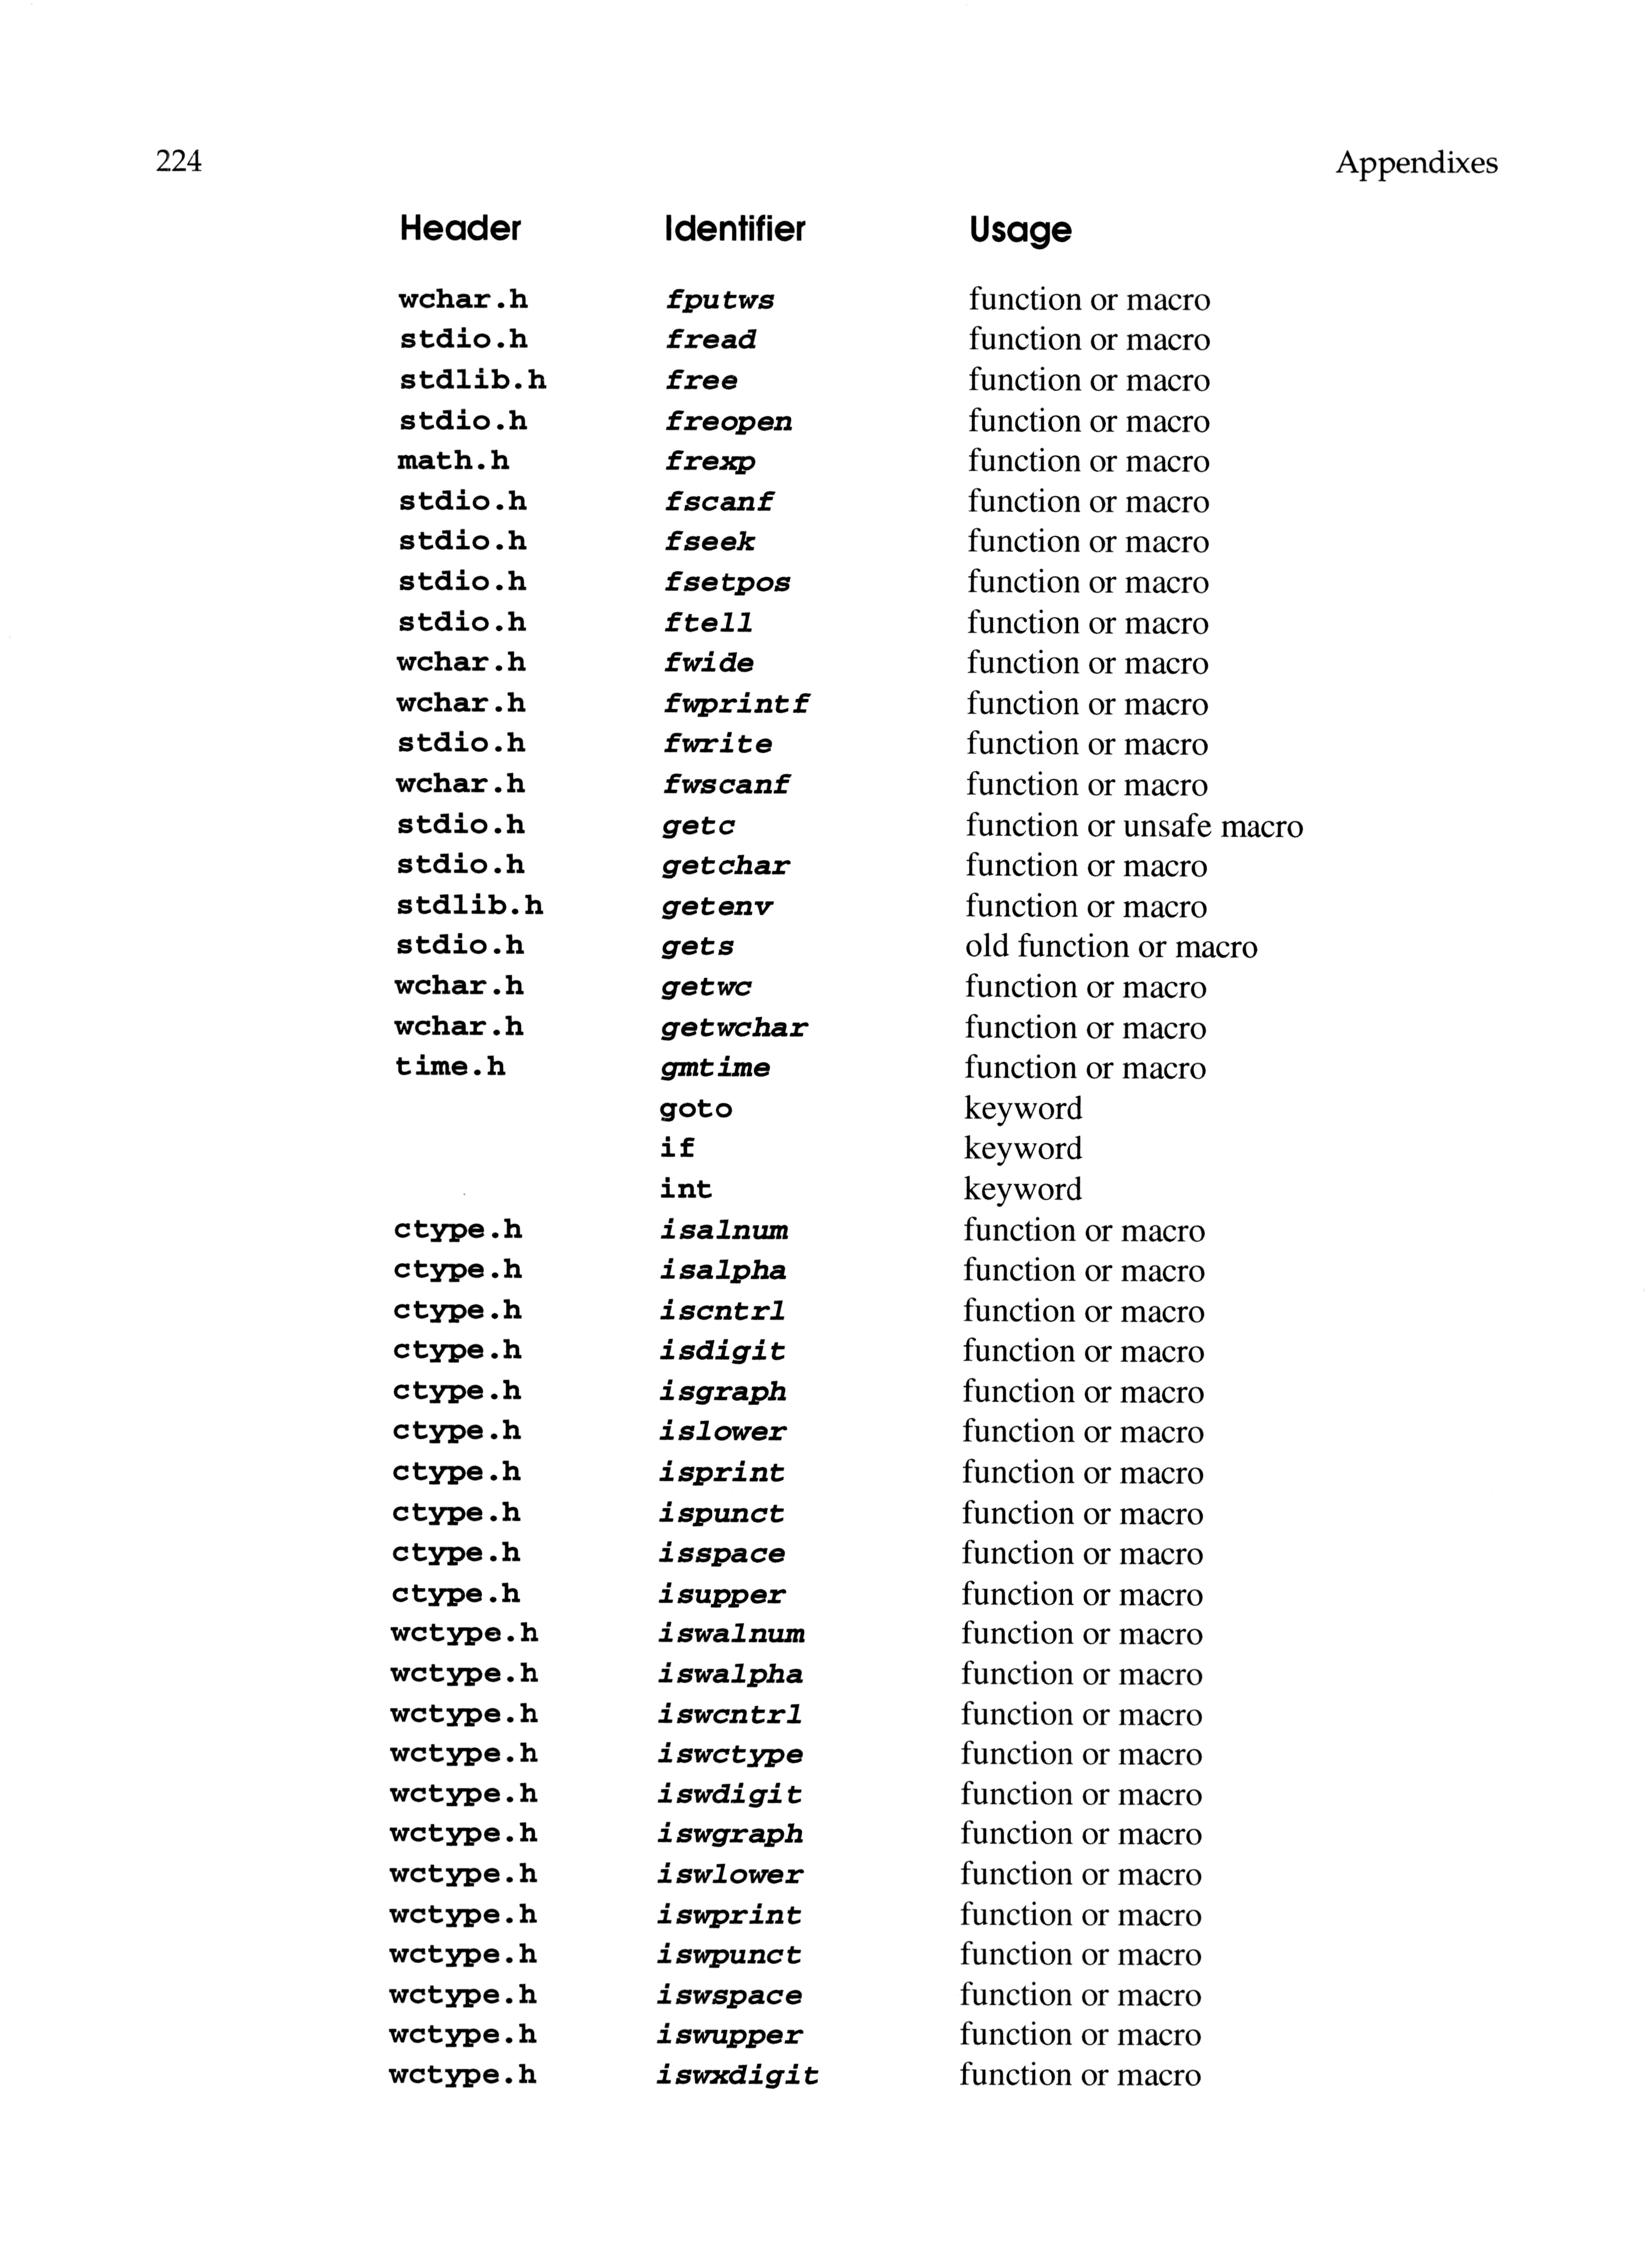 224 Appendixes
Header Identifier Usage
wchar.h fputws function or macro
stdio.h fread function or macro
stdlib.h free function or macro
stdio.h freopen function or macro
math.h frexp function or macro
stdio.h fscanf function or macro
stdio.h fseek function or macro
stdio.h fsetpos function or macro
stdio.h ftell function or macro
wchar.h fwide function or macro
wchar.h fwprintf function or macro
stdio.h fwrite function or macro
wchar.h fwscanf function or macro
stdio.h getc function or unsafe macro
stdio.h getchar function or macro
stdlib.h getenv function or macro
stdio.h gets old function or macro
wchar.h getwc function or macro
wchar.h getwchar function or macro
time.h gmtime function or macro
goto keyword
if keyword
int keyword
ctype.h isalnum function or macro
ctype.h isalpha function or macro
ctype.h iscntrl function or macro
ctype.h isdigit function or macro
ctype.h isgraph function or macro
ctype.h islower function or macro
ctype.h isprint function or macro
ctype.h ispunct function or macro
ctype.h isspace function or macro
ctype.h isupper function or macro
wctype.h iswalnum function or macro
wctype.h iswalpha function or macro
wctype.h iswcntrl function or macro
wctype.h iswctype function or macro
wctype.h iswdigit function or macro
wctype.h iswgraph function or macro
wctype.h iswlower function or macro
wctype.h iswprint function or macro
wctype.h iswpunct function or macro
wctype.h iswspace function or macro
wctype.h iswupper function or macro
wctype.h iswxdigit function or macro